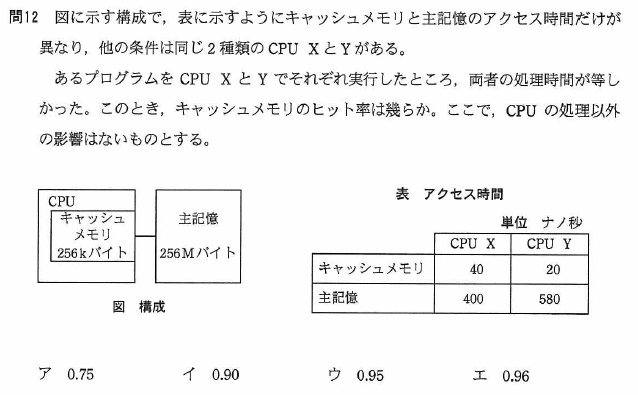 問12 図に示す構成で,表に示すようにキャッシュメモリと主記憶のアクセス時間だけが
異なり,他の条件は同じ2種類のCPU XとYがある。
あるプログラムをCPU XとYでそれぞれ実行したところ,両者の処理時間が等し
かった。このとき,キャッシュメモリのヒット率は幾らか。ここで,CPUの処理以外
の影響はないものとする。
CPU
キャッシュ
メモリ
256kバイト
主記憶
256Mバイト
図 構成
表 アクセス時間
単位 ナノ秒
CPU X CPU Y
キャッシュメモリ 40 20
主記憶 400 580
ア 0.75 イ 0.90 ウ 0.95 エ 0.96